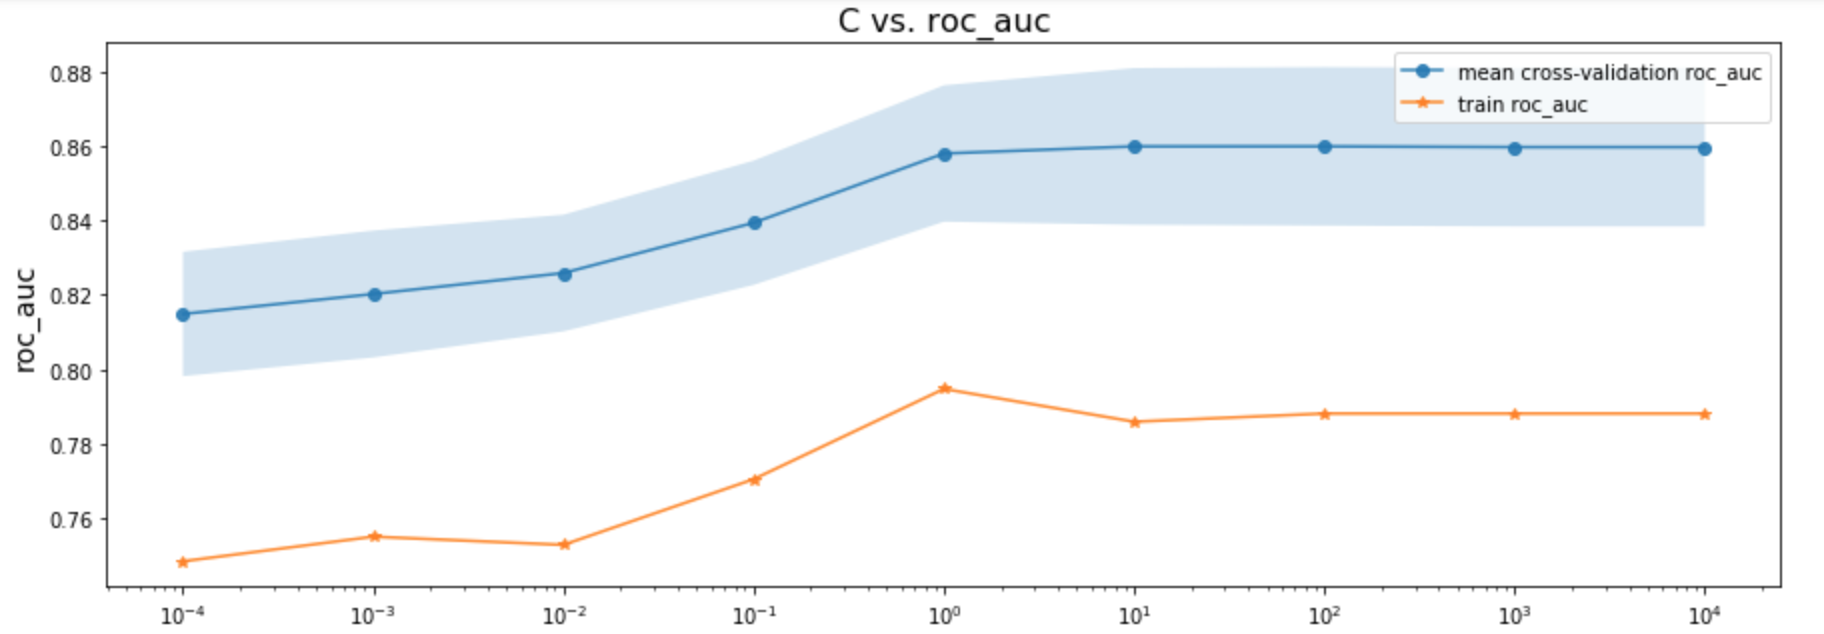 C vs. roc_auc
mean cross-validation roc_auc
train roc_auc
roc_auc
0.88
0.86
0.84
0.82
0.80
0.78
0.76
10⁻⁴ 10⁻³ 10⁻² 10⁻¹ 10⁰ 10¹ 10² 10³ 10⁴